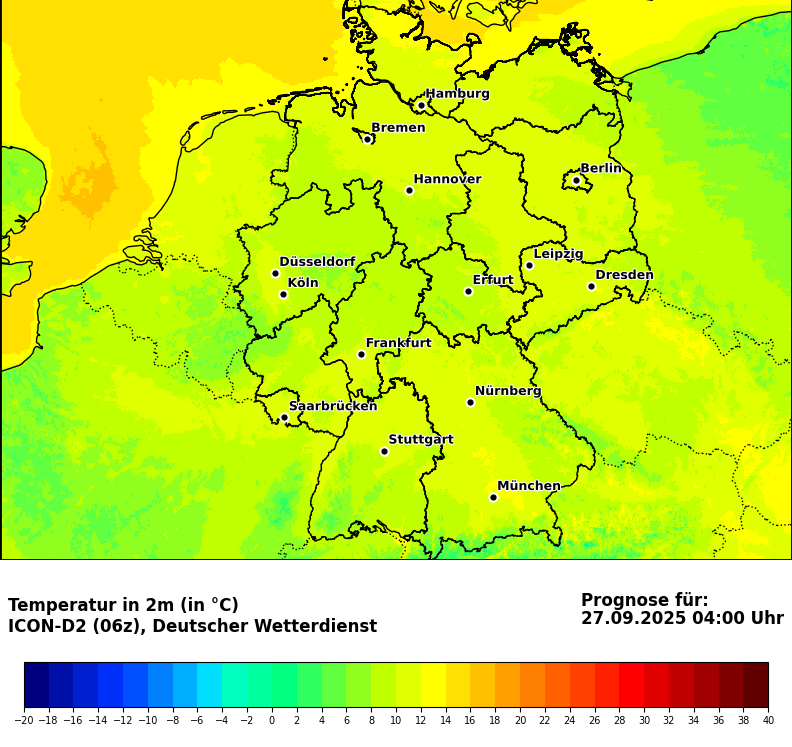 Hamburg
Bremen
Berlin
Hannover
Leipzig
Düsseldorf
Dresden
Köln
Erfurt
Frankfurt
Nürnberg
Saarbrücken
Stuttgart
München
Temperatur in 2m (in °C)
ICON-D2 (06z), Deutscher Wetterdienst
Prognose für:
27.09.2025 04:00 Uhr
−20 −18 −16 −14 −12 −10 −8 −6 −4 −2 0 2 4 6 8 10 12 14 16 18 20 22 24 26 28 30 32 34 36 38 40